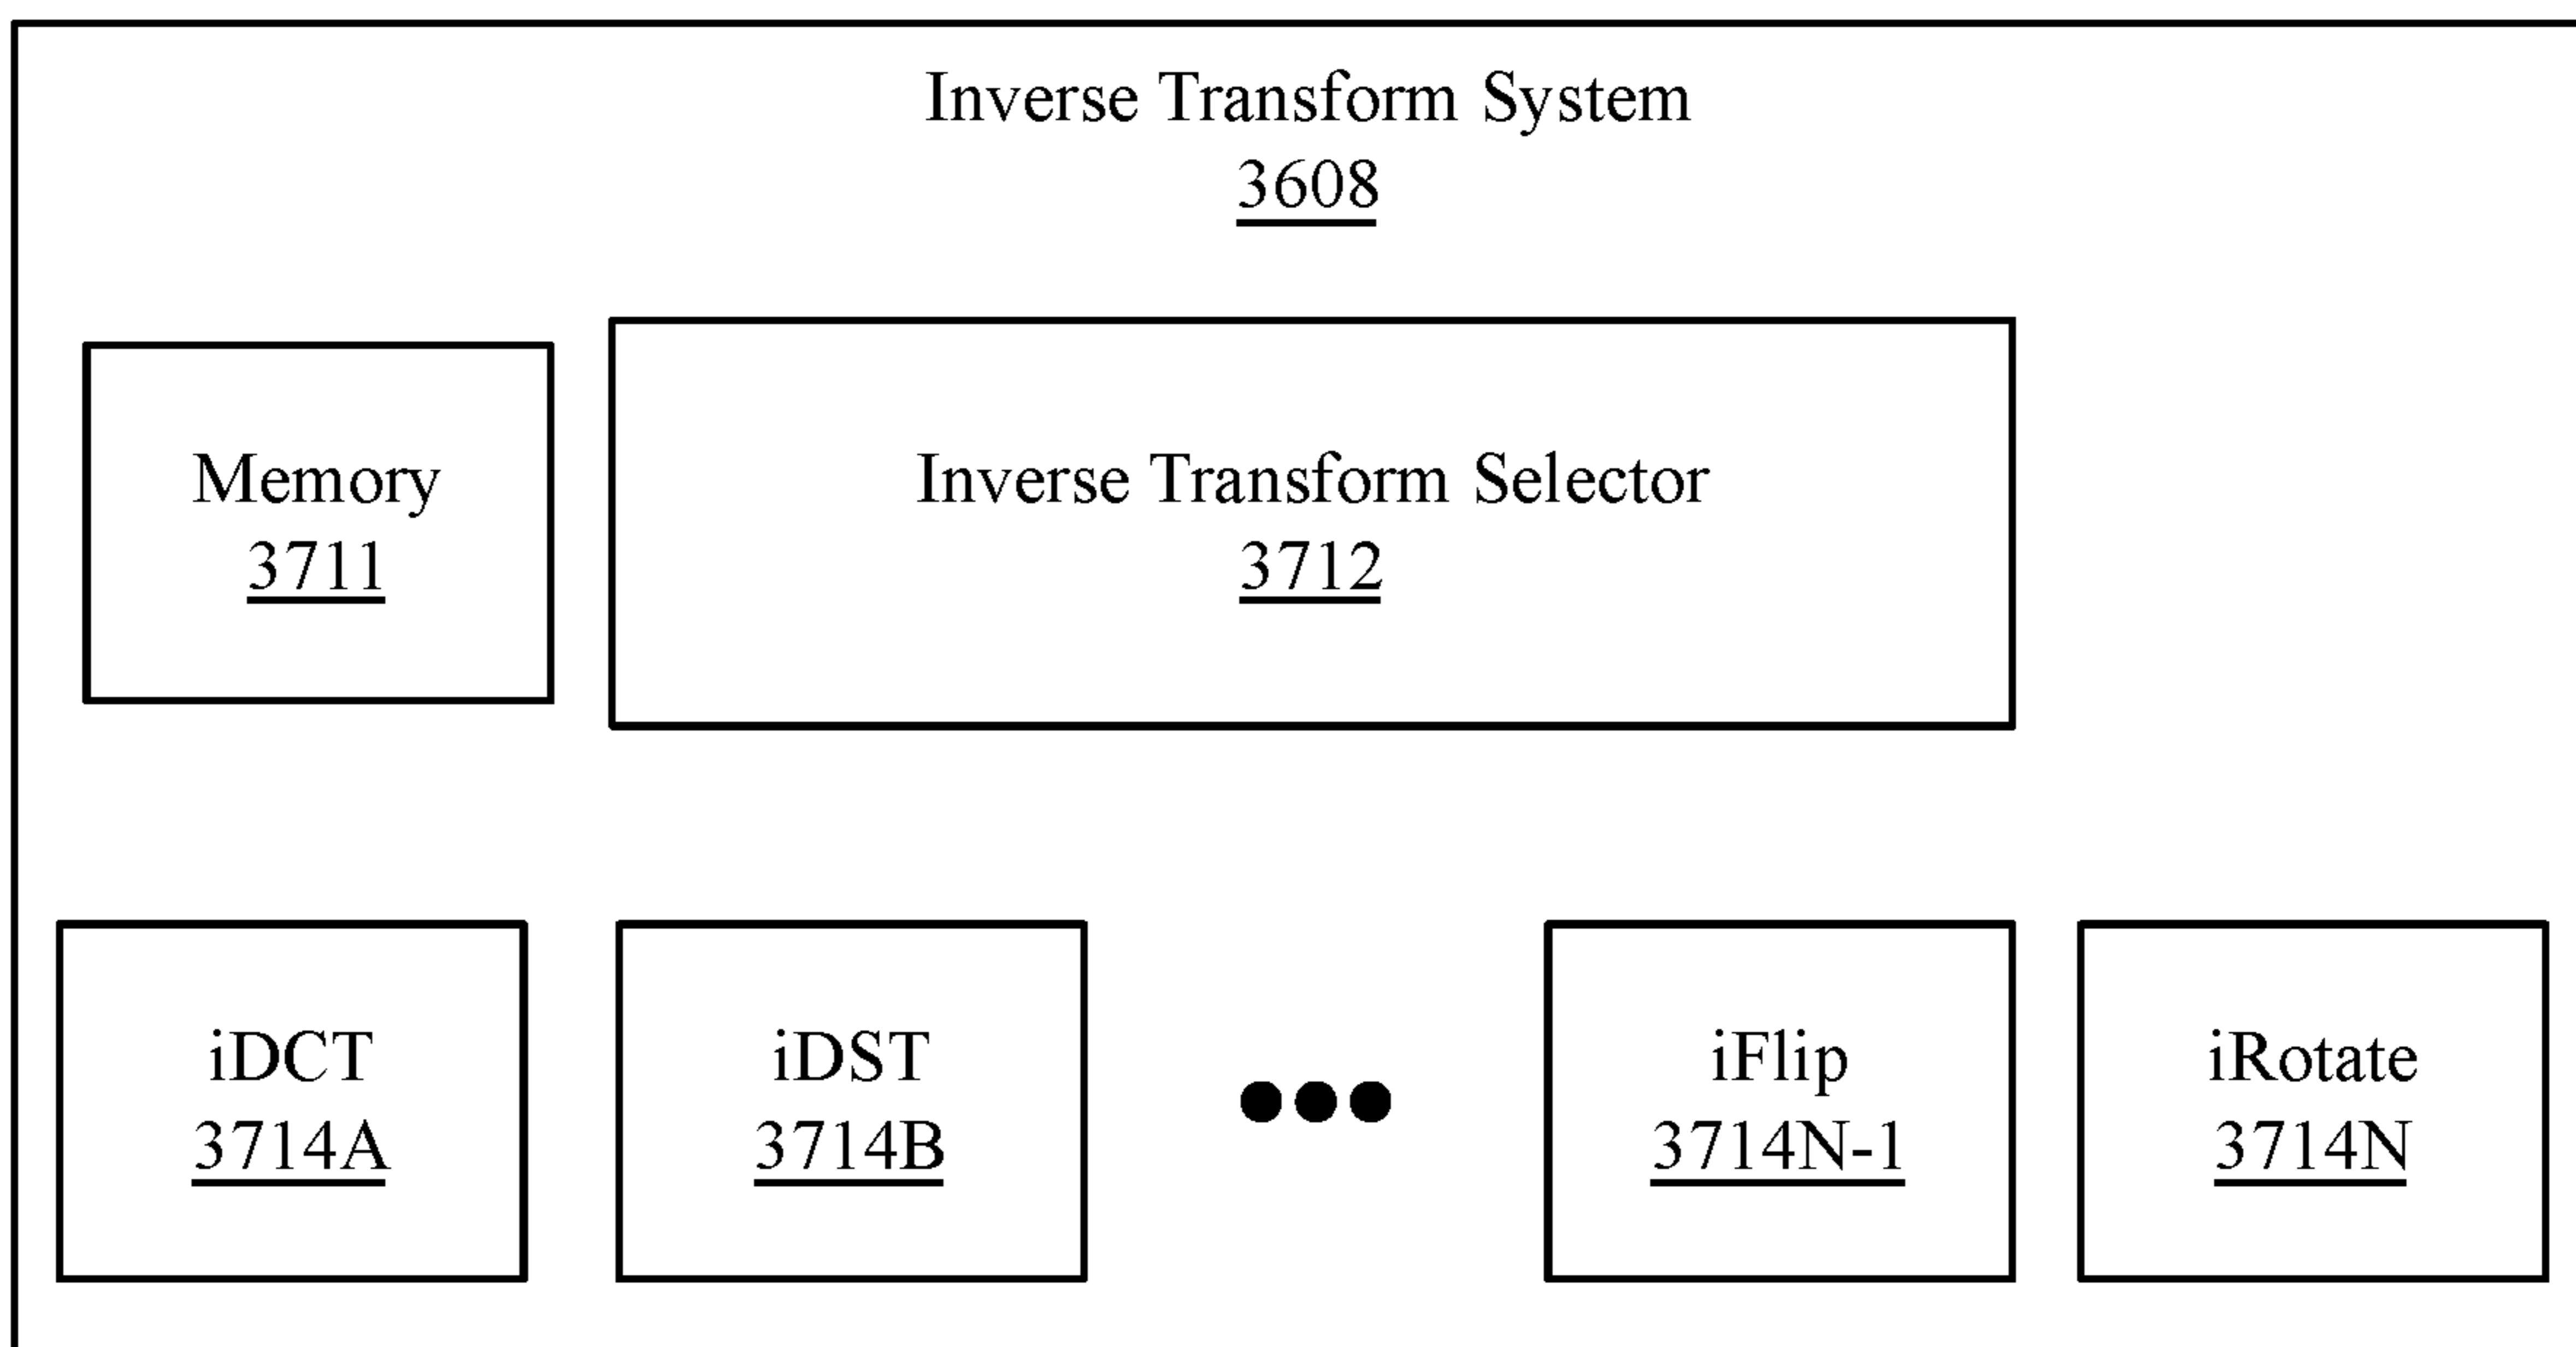 Inverse Transform System
3608
Memory
3711
Inverse Transform Selector
3712
iDCT
3714A
iDST
3714B
iFlip
3714N-1
iRotate
3714N